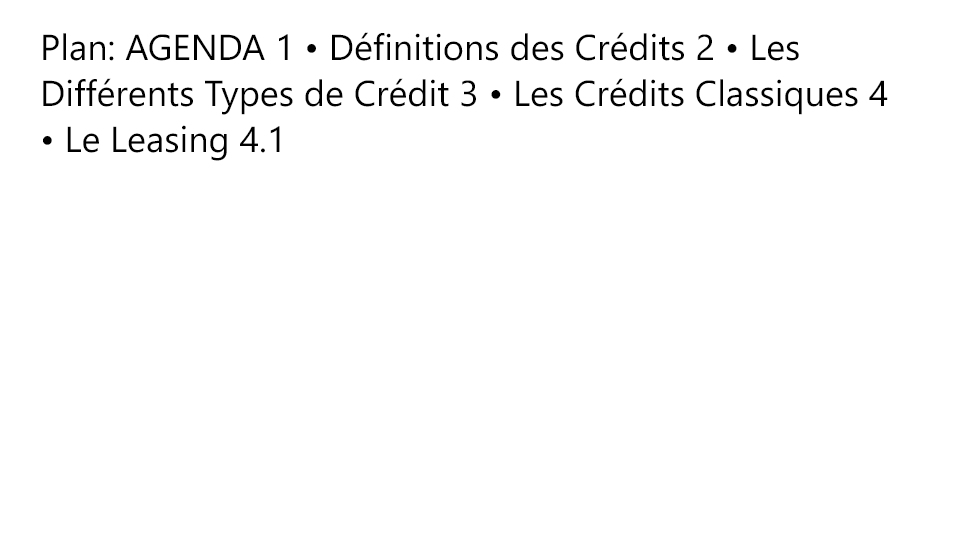 Plan: AGENDA 1 • Définitions des Crédits 2 • Les
Différents Types de Crédit 3 • Les Crédits Classiques 4
• Le Leasing 4.1